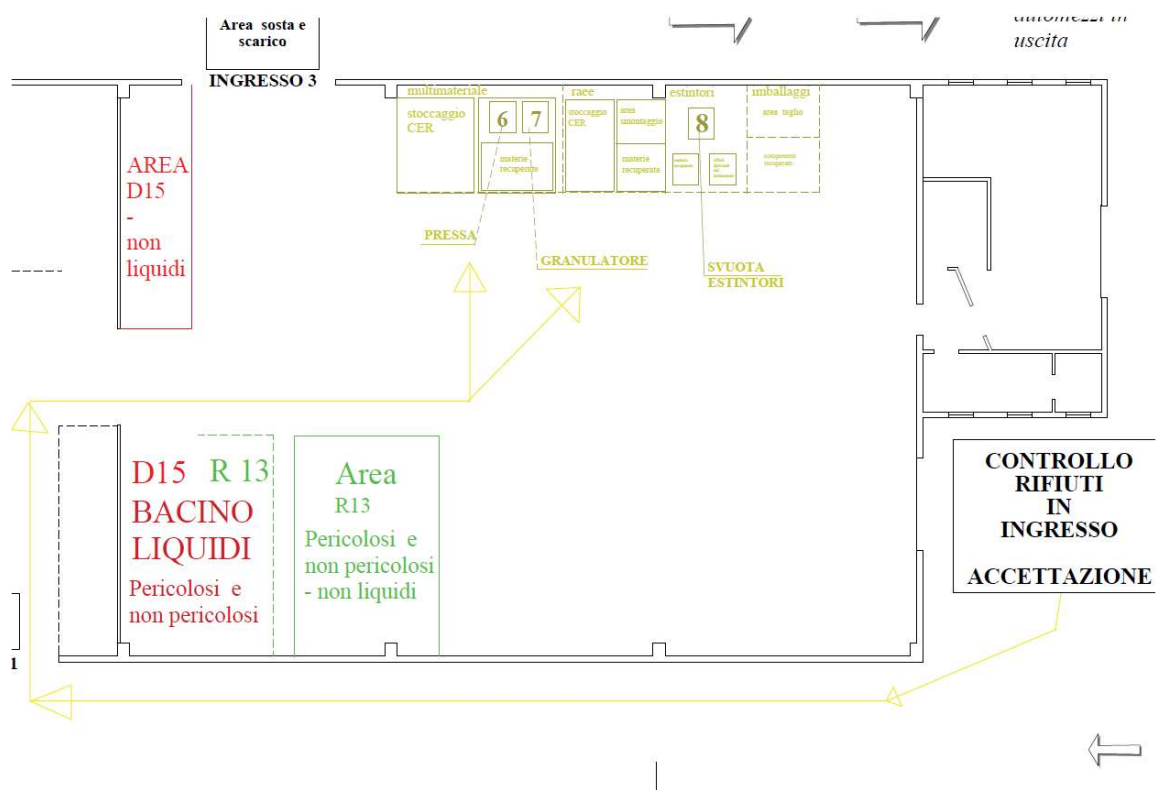 Area sosta e
scarico
INGRESSO 3
uscita
multimateriale
stoccaggio
CER
6
7
materie
recuperate
raee
stoccaggio
CER
area
smontaggio
materie
recuperate
estintori
8
imballaggi
area taglio
componenti
recuperate
PRESSA
GRANULATORE
SVUOTA
ESTINTORI
AREA
D15
-
non
liquidi
D15
BACINO
LIQUIDI
Pericolosi e
non pericolosi
R 13
Area
R13
Pericolosi e
non pericolosi
- non liquidi
CONTROLLO
RIFIUTI
IN
INGRESSO
ACCETTAZIONE
1